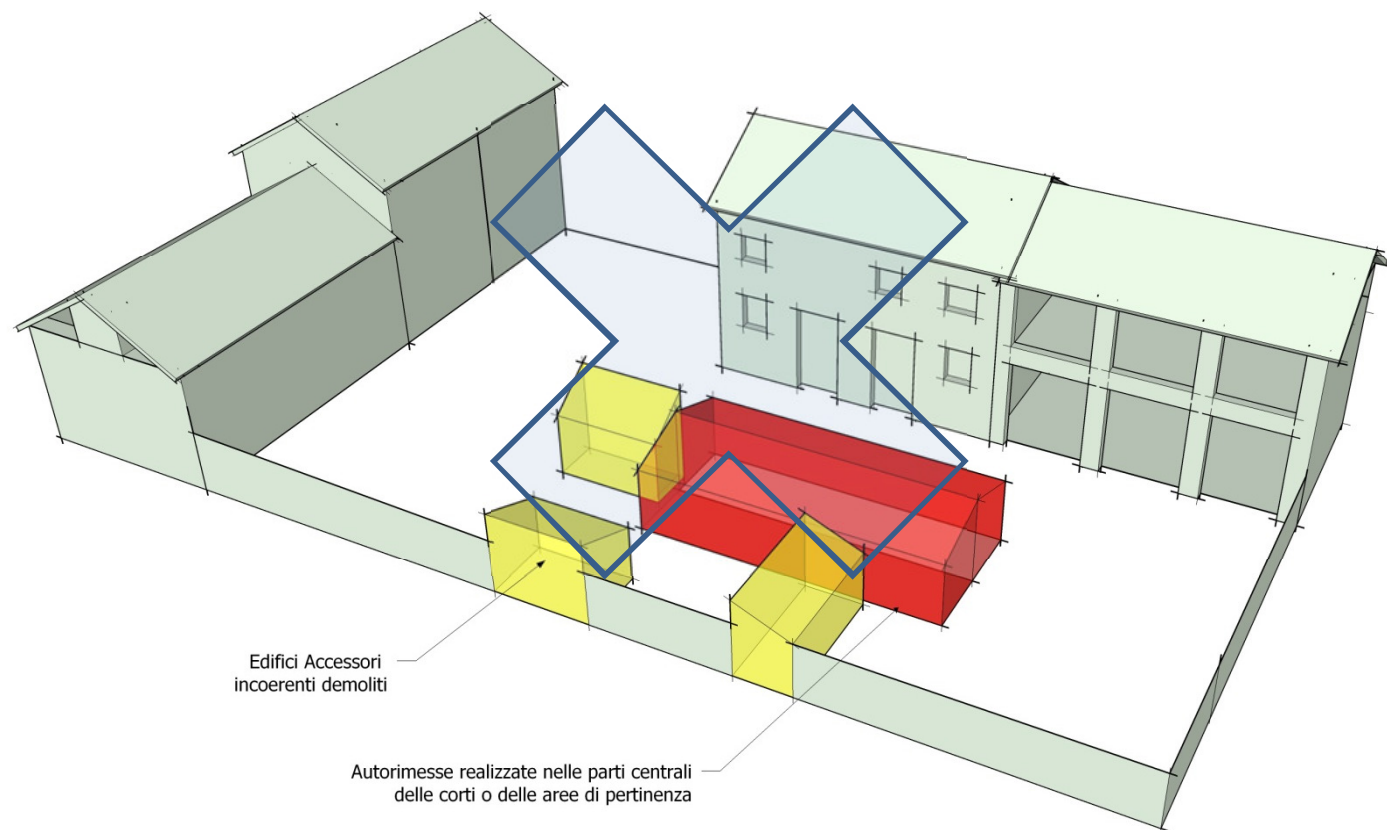 Edifici Accessori
incoerenti demoliti
Autorimesse realizzate nelle parti centrali
delle corti o delle aree di pertinenza